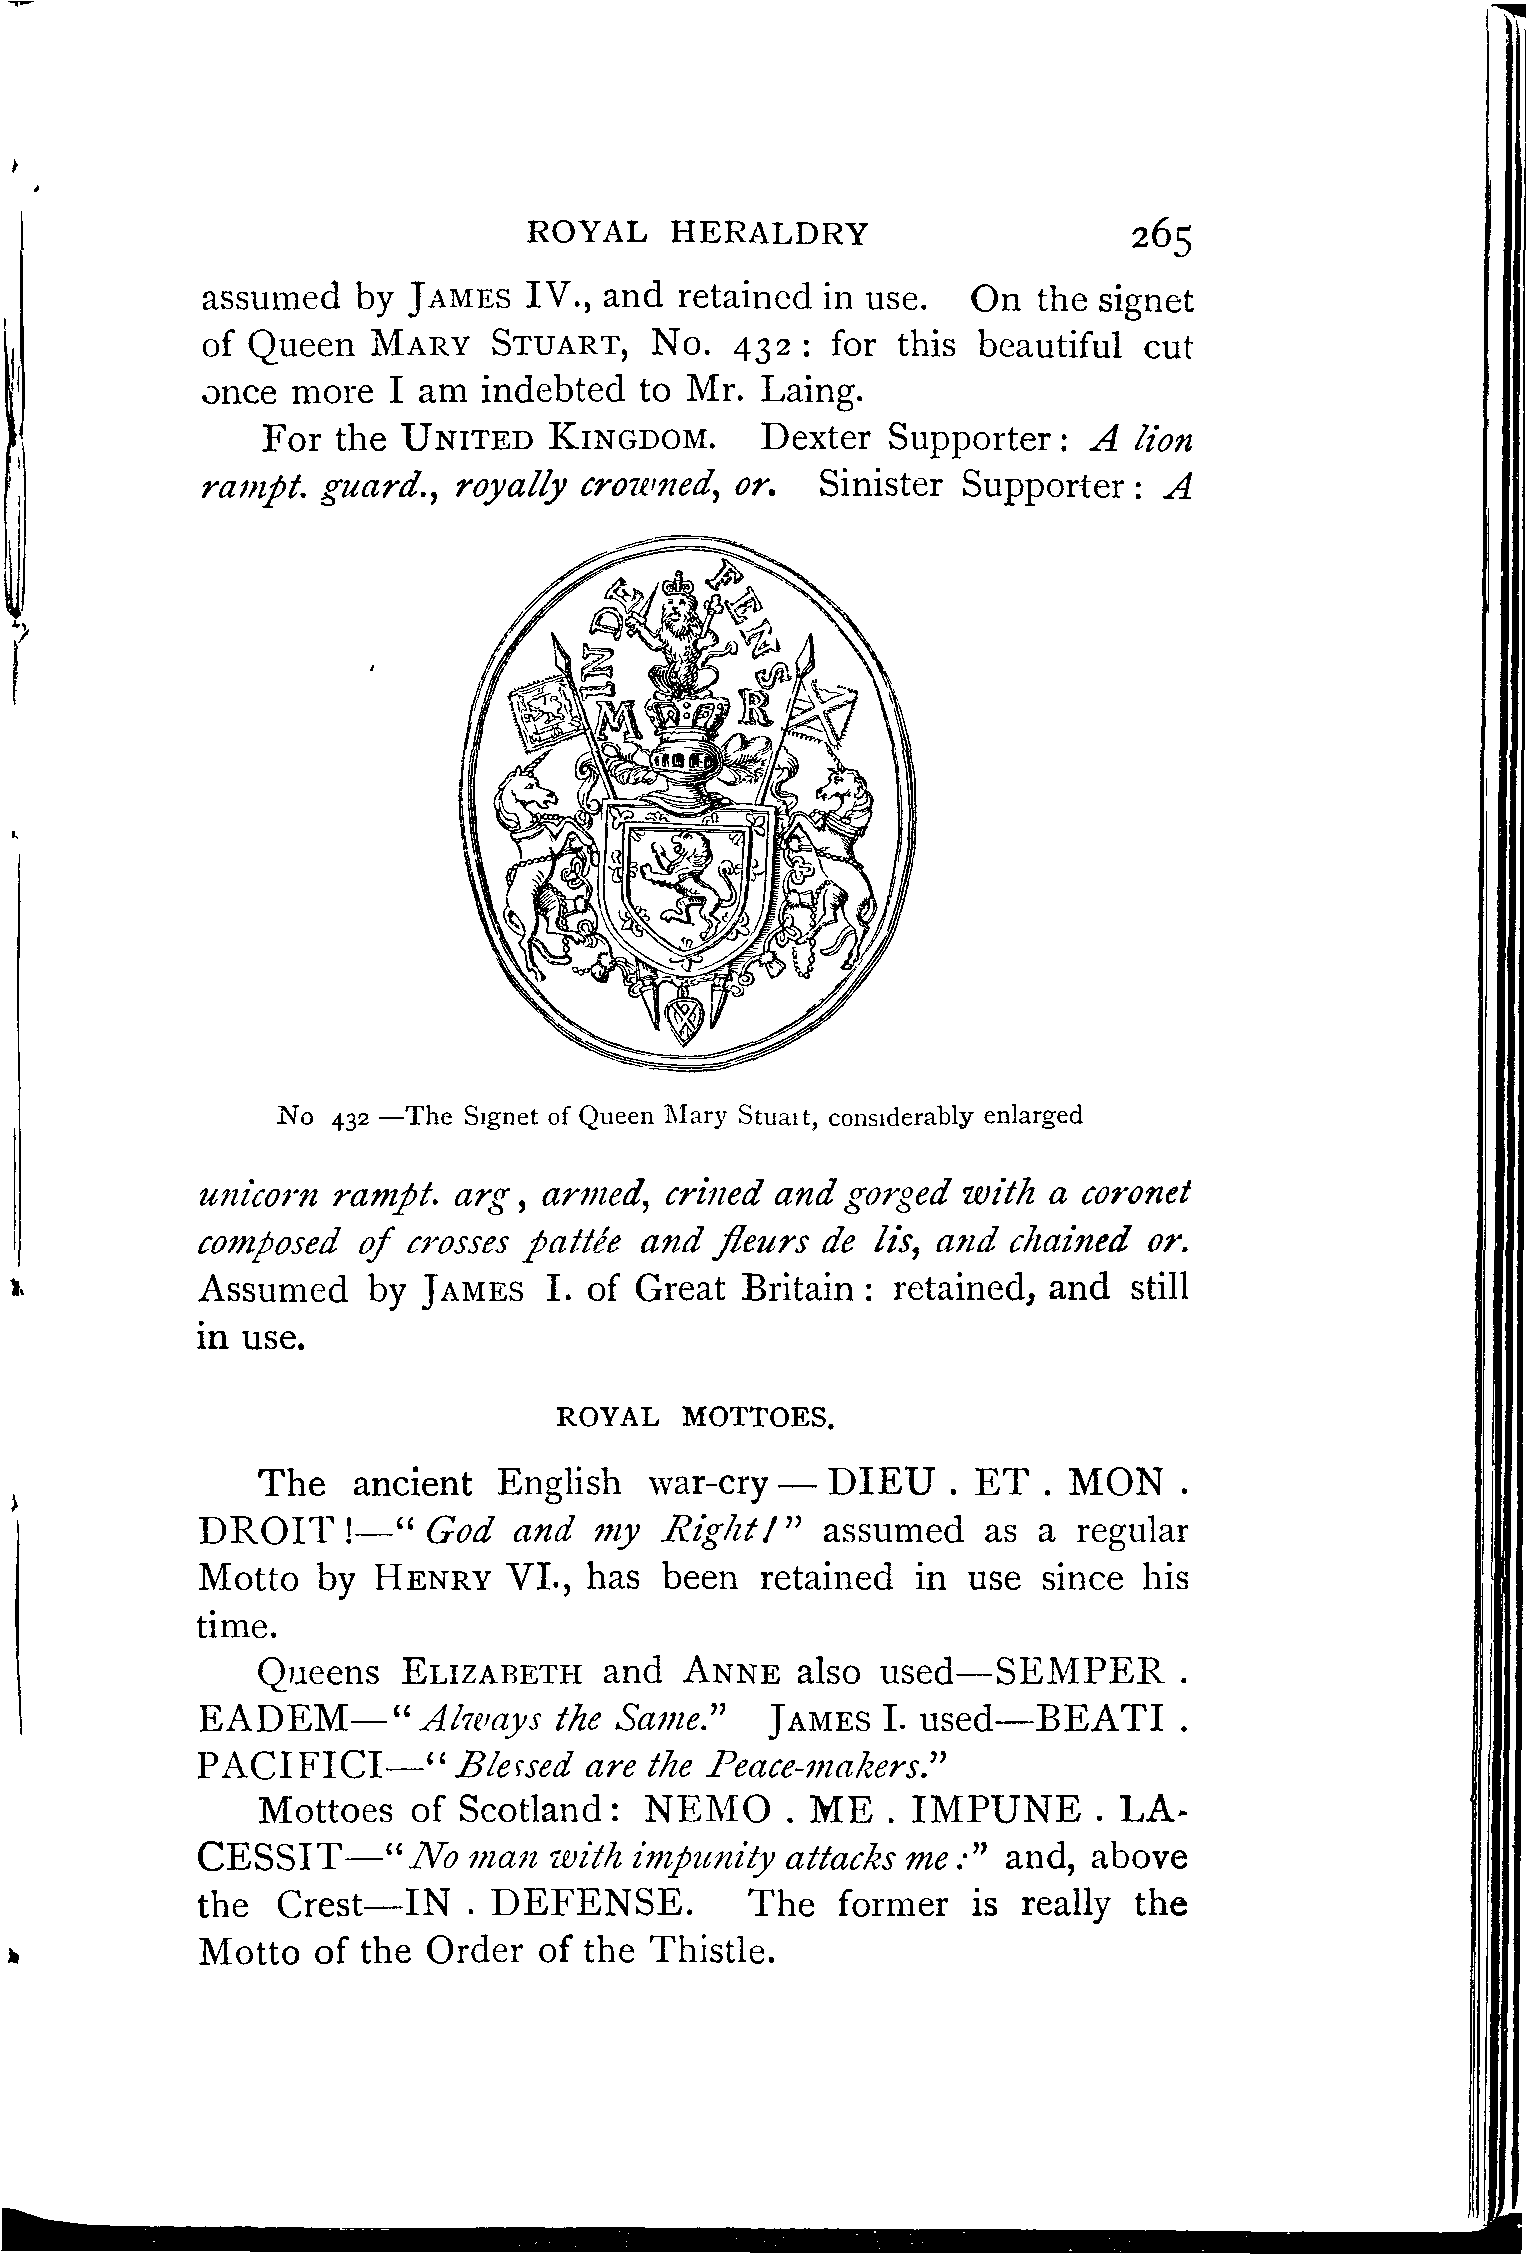 ROYAL HERALDRY 265
assumed by JAMES IV., and retained in use. On the signet
of Queen MARY STUART, No. 432: for this beautiful cut
once more I am indebted to Mr. Laing.
For the UNITED KINGDOM. Dexter Supporter: A lion
rampt. guard., royally crowned, or. Sinister Supporter: A
IN DEFENS
M R
No 432 —The Signet of Queen Mary Stuart, considerably enlarged
unicorn rampt. arg, armed, crined and gorged with a coronet
composed of crosses pattée and fleurs de lis, and chained or.
Assumed by JAMES I. of Great Britain: retained, and still
in use.
ROYAL MOTTOES.
The ancient English war-cry—DIEU . ET . MON .
DROIT!—"God and my Right!" assumed as a regular
Motto by HENRY VI., has been retained in use since his
time.
Queens ELIZABETH and ANNE also used—SEMPER .
EADEM—"Always the Same." JAMES I. used—BEATI .
PACIFICI—"Blessed are the Peace-makers."
Mottoes of Scotland: NEMO . ME . IMPUNE . LA-
CESSIT—"No man with impunity attacks me:" and, above
the Crest—IN . DEFENSE. The former is really the
Motto of the Order of the Thistle.